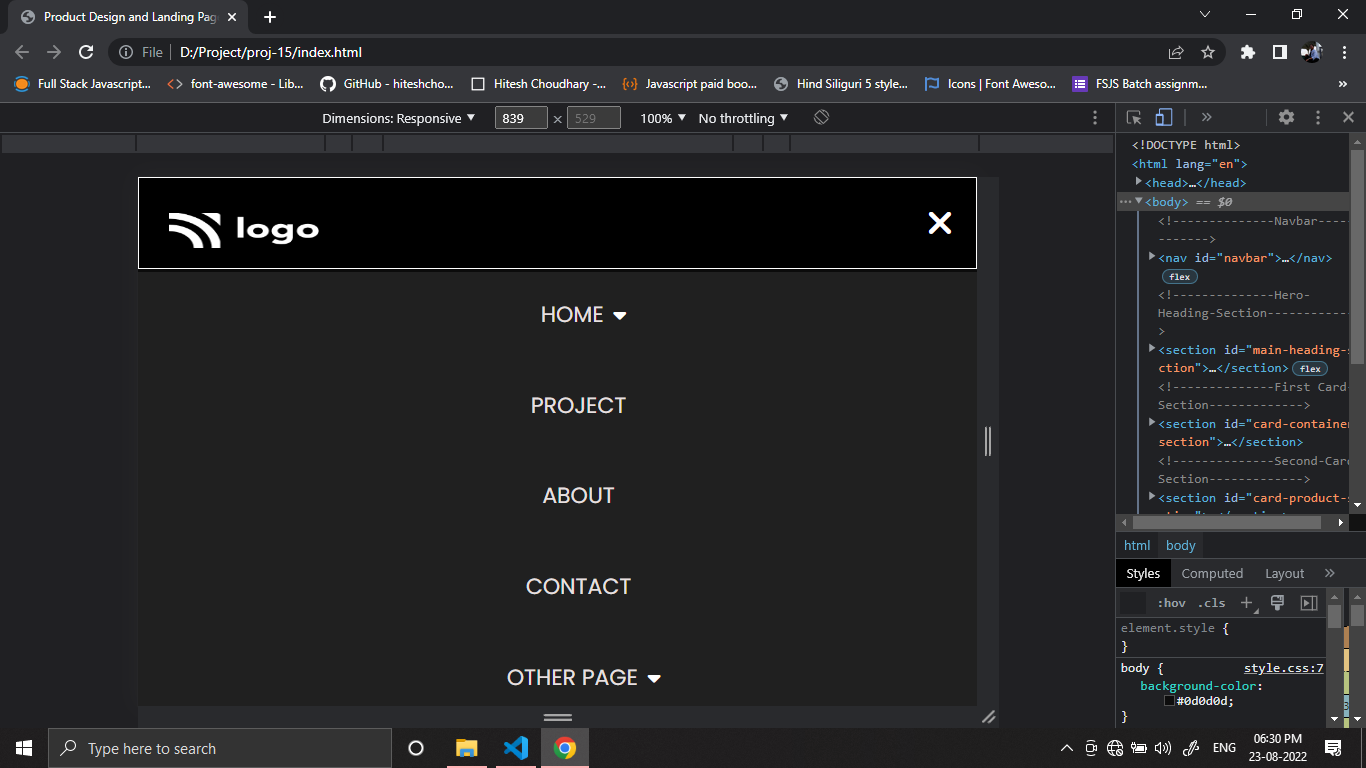 Product Design and Landing Pag
File D:/Project/proj-15/index.html
Full Stack Javascript... font-awesome - Lib... GitHub - hiteshcho... Hitesh Choudhary -... Javascript paid boo... Hind Siliguri 5 style... Icons | Font Aweso... FSJS Batch assignm... »
Dimensions: Responsive 839 × 529 100% No throttling
logo
HOME
PROJECT
ABOUT
CONTACT
OTHER PAGE
<!DOCTYPE html>
<html lang="en">
<head>…</head>
<body> == $0
<!--------------Navbar----
------->
<nav id="navbar">…</nav>
flex
<!--------------Hero-
Heading-Section------------
>
<section id="main-heading-s
ction">…</section> flex
<!--------------First Card-
Section------------->
<section id="card-container
section">…</section>
<!--------------Second-Card
Section------------->
<section id="card-product-s
html body
Styles Computed Layout »
:hov .cls +
element.style {
}
body { style.css:7
background-color:
#0d0d0d;
}
Type here to search
ENG
06:30 PM
23-08-2022